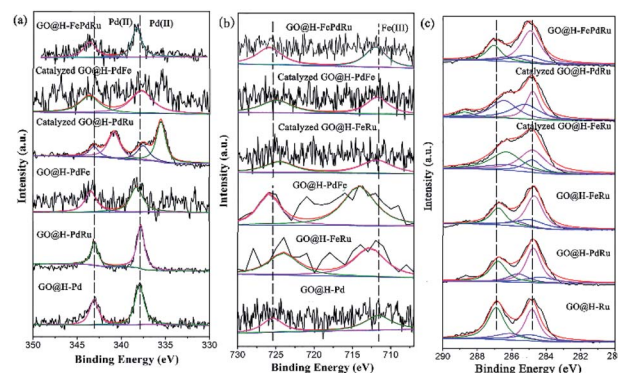 (a)
Pd(II)
Pd(II)
GO@H-FePdRu
Catalyzed GO@H-PdFe
Catalyzed GO@H-PdRu
GO@H-PdFe
GO@H-PdRu
GO@H-Pd
Intensity (a.u.)
350 345 340 335 330
Binding Energy (eV)
(b)
GO@H-FePdRu
Fe(III)
Catalyzed GO@H-PdFe
Catalyzed GO@H-FeRu
GO@H-PdFe
GO@H-FeRu
GO@H-Pd
Intensity (a.u.)
730 725 720 715 710
Binding Energy (eV)
(c)
GO@H-FePdRu
Catalyzed GO@H-PdRu
Catalyzed GO@H-FeRu
GO@H-FeRu
GO@H-PdRu
GO@H-Ru
Intensity (a.u.)
290 288 286 284 282 28
Binding Energy (eV)